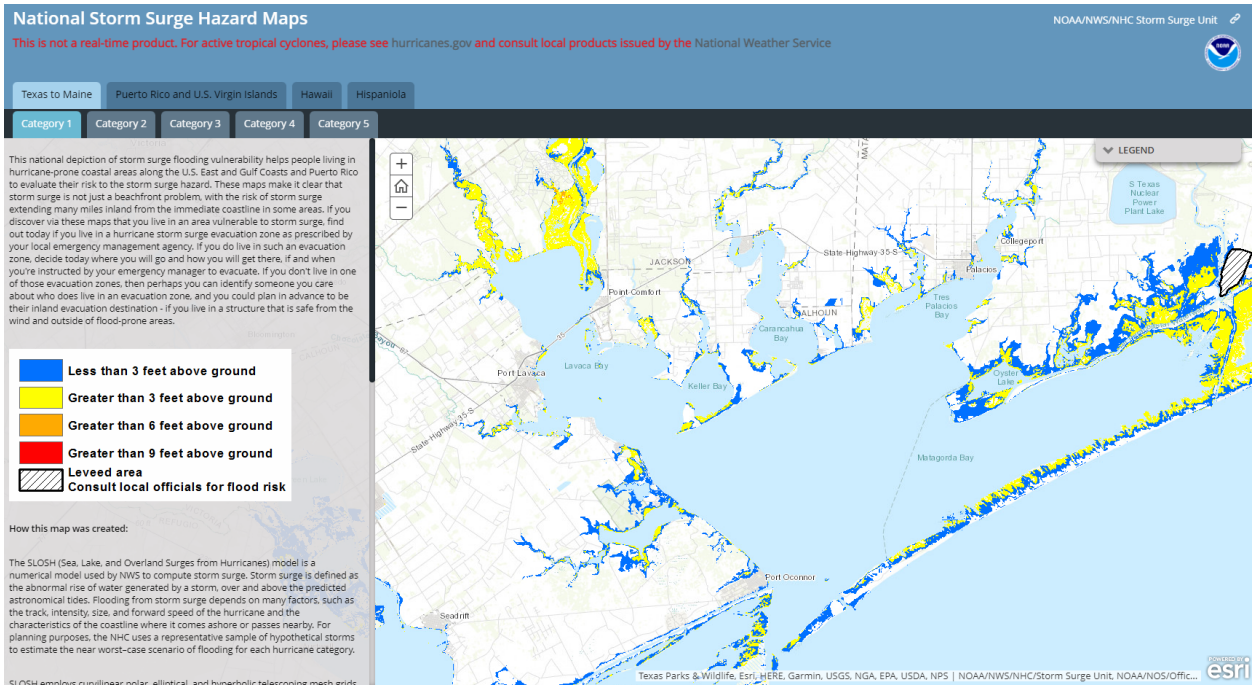 National Storm Surge Hazard Maps
NOAA/NWS/NHC Storm Surge Unit
This is not a real-time product. For active tropical cyclones, please see hurricanes.gov and consult local products issued by the National Weather Service
NOAA
Texas to Maine
Puerto Rico and U.S. Virgin Islands
Hawaii
Hispaniola
Category 1
Category 2
Category 3
Category 4
Category 5
This national depiction of storm surge flooding vulnerability helps people living in
hurricane-prone coastal areas along the U.S. East and Gulf Coasts and Puerto Rico
to evaluate their risk to the storm surge hazard. These maps make it clear that
storm surge is not just a beachfront problem, with the risk of storm surge
extending many miles inland from the immediate coastline in some areas. If you
discover via these maps that you live in an area vulnerable to storm surge, find
out today if you live in a hurricane storm surge evacuation zone as prescribed by
your local emergency management agency. If you do live in such an evacuation
zone, decide today where you will go and how you will get there, if and when
you're instructed by your emergency manager to evacuate. If you don't live in one
of those evacuation zones, then perhaps you can identify someone you care
about who does live in an evacuation zone, and you could plan in advance to be
their inland evacuation destination - if you live in a structure that is safe from the
wind and outside of flood-prone areas.
Less than 3 feet above ground
Greater than 3 feet above ground
Greater than 6 feet above ground
Greater than 9 feet above ground
Leveed area
Consult local officials for flood risk
How this map was created:
The SLOSH (Sea, Lake, and Overland Surges from Hurricanes) model is a
numerical model used by NWS to compute storm surge. Storm surge is defined as
the abnormal rise of water generated by a storm, over and above the predicted
astronomical tides. Flooding from storm surge depends on many factors, such as
the track, intensity, size, and forward speed of the hurricane and the
characteristics of the coastline where it comes ashore or passes nearby. For
planning purposes, the NHC uses a representative sample of hypothetical storms
to estimate the near worst-case scenario of flooding for each hurricane category.
SLOSH employs curvilinear polar, elliptical, and hyperbolic telescoping mesh grids
LEGEND
MATA
S Texas
Nuclear
Power
Plant Lake
Collegeport
State-Highway 35-S
JACKSON
Palacios
Point-Comfort
Tres
Palacios
Bay
CALHOUN
Carancahua
Bay
Bayou
35
Port Lavaca
Lavaca Bay
Keller Bay
Oyster
Lake
State-Highway 35-S
Matagorda Bay
Port Oconnor
Seadrift
Texas Parks & Wildlife, Esri, HERE, Garmin, USGS, NGA, EPA, USDA, NPS | NOAA/NWS/NHC/Storm Surge Unit, NOAA/NOS/Offic...
POWERED BY
esri